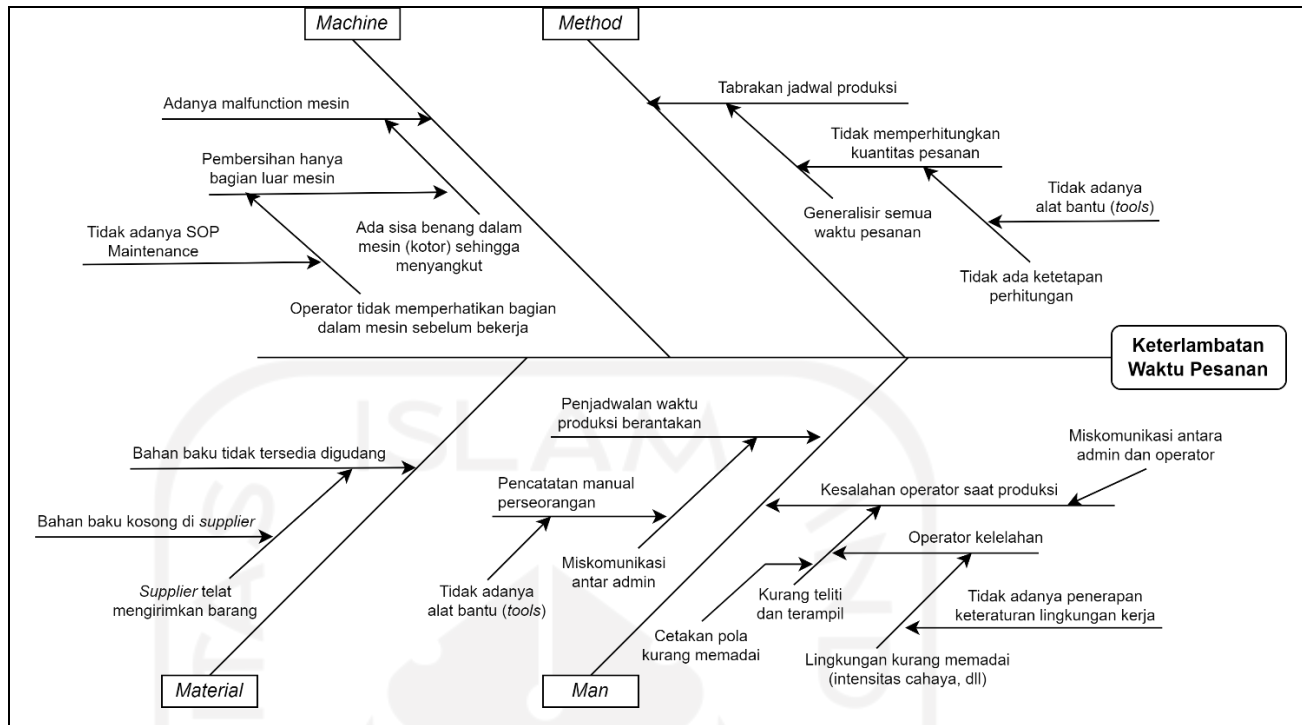 Machine
Method
Adanya malfunction mesin
Pembersihan hanya
bagian luar mesin
Tidak adanya SOP
Maintenance
Ada sisa benang dalam
mesin (kotor) sehingga
menyangkut
Operator tidak memperhatikan bagian
dalam mesin sebelum bekerja
Tabrakan jadwal produksi
Tidak memperhitungkan
kuantitas pesanan
Tidak adanya
alat bantu (tools)
Generalisir semua
waktu pesanan
Tidak ada ketetapan
perhitungan
Keterlambatan
Waktu Pesanan
Bahan baku tidak tersedia digudang
Bahan baku kosong di supplier
Supplier telat
mengirimkan barang
Material
Penjadwalan waktu
produksi berantakan
Pencatatan manual
perseorangan
Tidak adanya
alat bantu (tools)
Miskomunikasi
antar admin
Miskomunikasi antara
admin dan operator
Kesalahan operator saat produksi
Operator kelelahan
Kurang teliti
dan terampil
Cetakan pola
kurang memadai
Tidak adanya penerapan
keteraturan lingkungan kerja
Lingkungan kurang memadai
(intensitas cahaya, dll)
Man
ISLAM